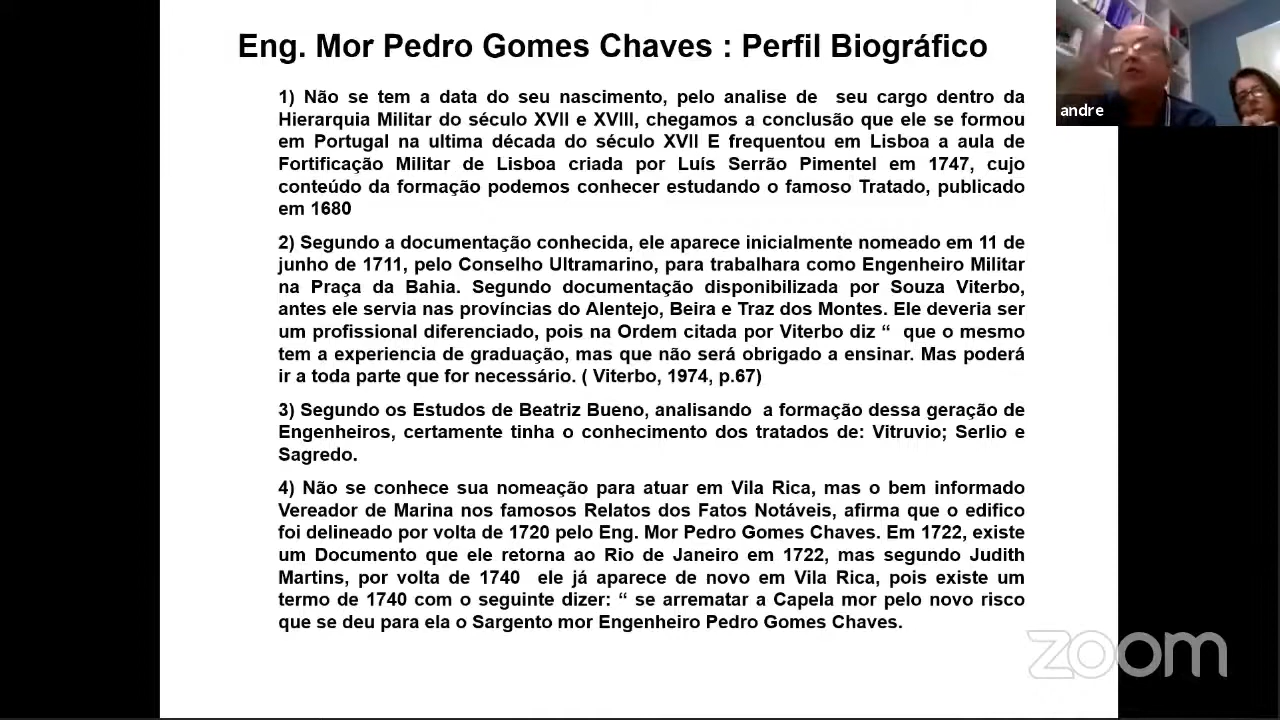 Eng. Mor Pedro Gomes Chaves : Perfil Biográfico
1) Não se tem a data do seu nascimento, pelo analise de seu cargo dentro da
Hierarquia Militar do século XVII e XVIII, chegamos a conclusão que ele se formou
em Portugal na ultima década do século XVII E frequentou em Lisboa a aula de
Fortificação Militar de Lisboa criada por Luís Serrão Pimentel em 1747, cujo
conteúdo da formação podemos conhecer estudando o famoso Tratado, publicado
em 1680
2) Segundo a documentação conhecida, ele aparece inicialmente nomeado em 11 de
junho de 1711, pelo Conselho Ultramarino, para trabalhara como Engenheiro Militar
na Praça da Bahia. Segundo documentação disponibilizada por Souza Viterbo,
antes ele servia nas províncias do Alentejo, Beira e Traz dos Montes. Ele deveria ser
um profissional diferenciado, pois na Ordem citada por Viterbo diz “ que o mesmo
tem a experiencia de graduação, mas que não será obrigado a ensinar. Mas poderá
ir a toda parte que for necessário. ( Viterbo, 1974, p.67)
3) Segundo os Estudos de Beatriz Bueno, analisando a formação dessa geração de
Engenheiros, certamente tinha o conhecimento dos tratados de: Vitruvio; Serlio e
Sagredo.
4) Não se conhece sua nomeação para atuar em Vila Rica, mas o bem informado
Vereador de Marina nos famosos Relatos dos Fatos Notáveis, afirma que o edifico
foi delineado por volta de 1720 pelo Eng. Mor Pedro Gomes Chaves. Em 1722, existe
um Documento que ele retorna ao Rio de Janeiro em 1722, mas segundo Judith
Martins, por volta de 1740 ele já aparece de novo em Vila Rica, pois existe um
termo de 1740 com o seguinte dizer: “ se arrematar a Capela mor pelo novo risco
que se deu para ela o Sargento mor Engenheiro Pedro Gomes Chaves.
andre
zoom